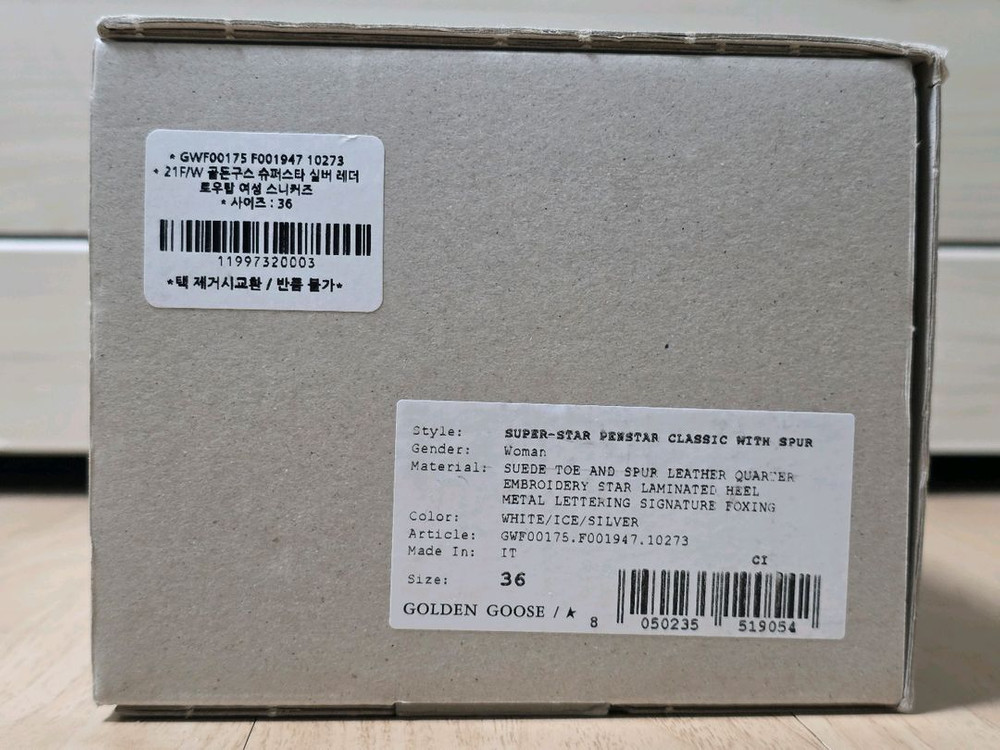 * GWF00175 F001947 10273
* 21F/W 골든구스 슈퍼스타 실버 레더
로우탑 여성 스니커즈
* 사이즈 : 36
11997320003
*택 제거시교환 / 반품 불가*
Style: SUPER-STAR PENSTAR CLASSIC WITH SPUR
Gender: Woman
Material: SUEDE TOE AND SPUR LEATHER QUARTER
EMBROIDERY STAR LAMINATED HEEL
METAL LETTERING SIGNATURE FOXING
Color: WHITE/ICE/SILVER
Article: GWF00175.F001947.10273
Made In: IT
CI
Size: 36
GOLDEN GOOSE / ★
8 050235 519054